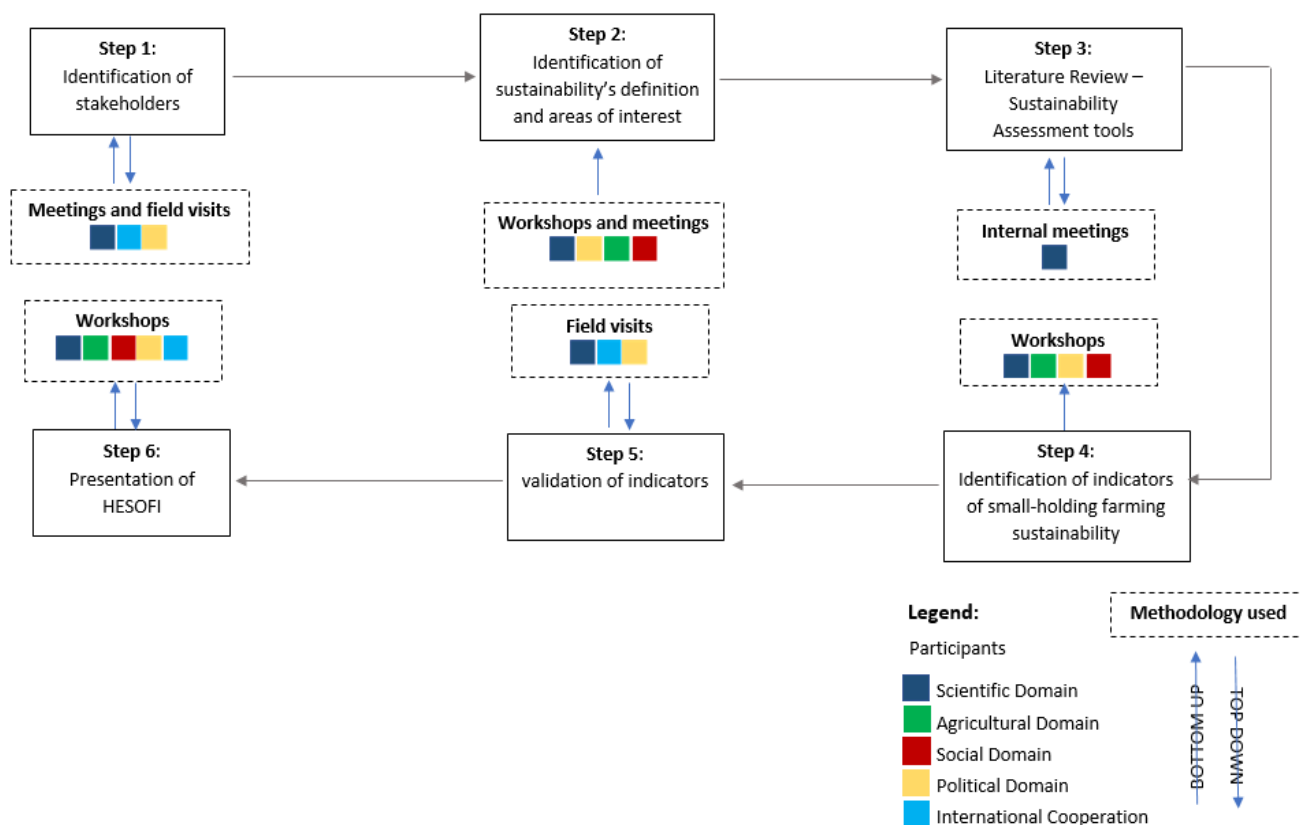 Step 1:
Identification of
stakeholders
Step 2:
Identification of
sustainability's definition
and areas of interest
Step 3:
Literature Review –
Sustainability
Assessment tools
Meetings and field visits
Workshops and meetings
Internal meetings
Workshops
Field visits
Workshops
Step 6:
Presentation of
HESOFI
Step 5:
validation of indicators
Step 4:
Identification of indicators
of small-holding farming
sustainability
Legend:
Participants
Scientific Domain
Agricultural Domain
Social Domain
Political Domain
International Cooperation
Methodology used
BOTTOM UP
TOP DOWN